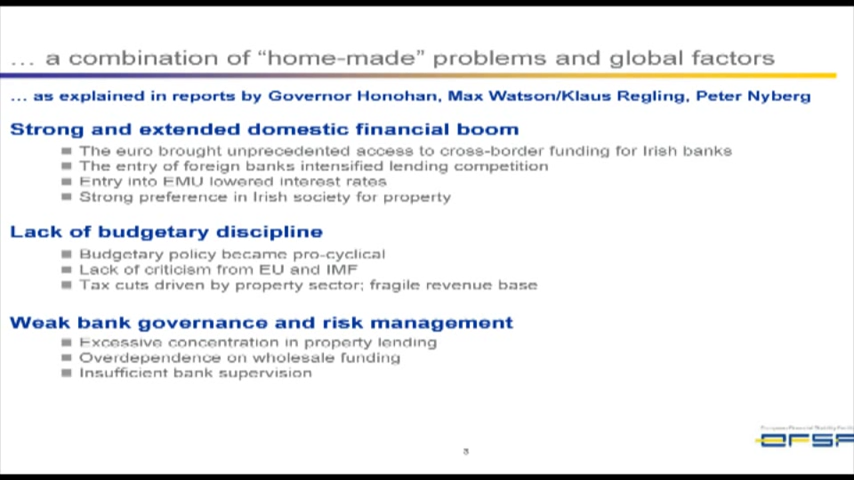 … a combination of “home-made” problems and global factors
… as explained in reports by Governor Honohan, Max Watson/Klaus Regling, Peter Nyberg
Strong and extended domestic financial boom
The euro brought unprecedented access to cross-border funding for Irish banks
The entry of foreign banks intensified lending competition
Entry into EMU lowered interest rates
Strong preference in Irish society for property
Lack of budgetary discipline
Budgetary policy became pro-cyclical
Lack of criticism from EU and IMF
Tax cuts driven by property sector; fragile revenue base
Weak bank governance and risk management
Excessive concentration in property lending
Overdependence on wholesale funding
Insufficient bank supervision
EFSF